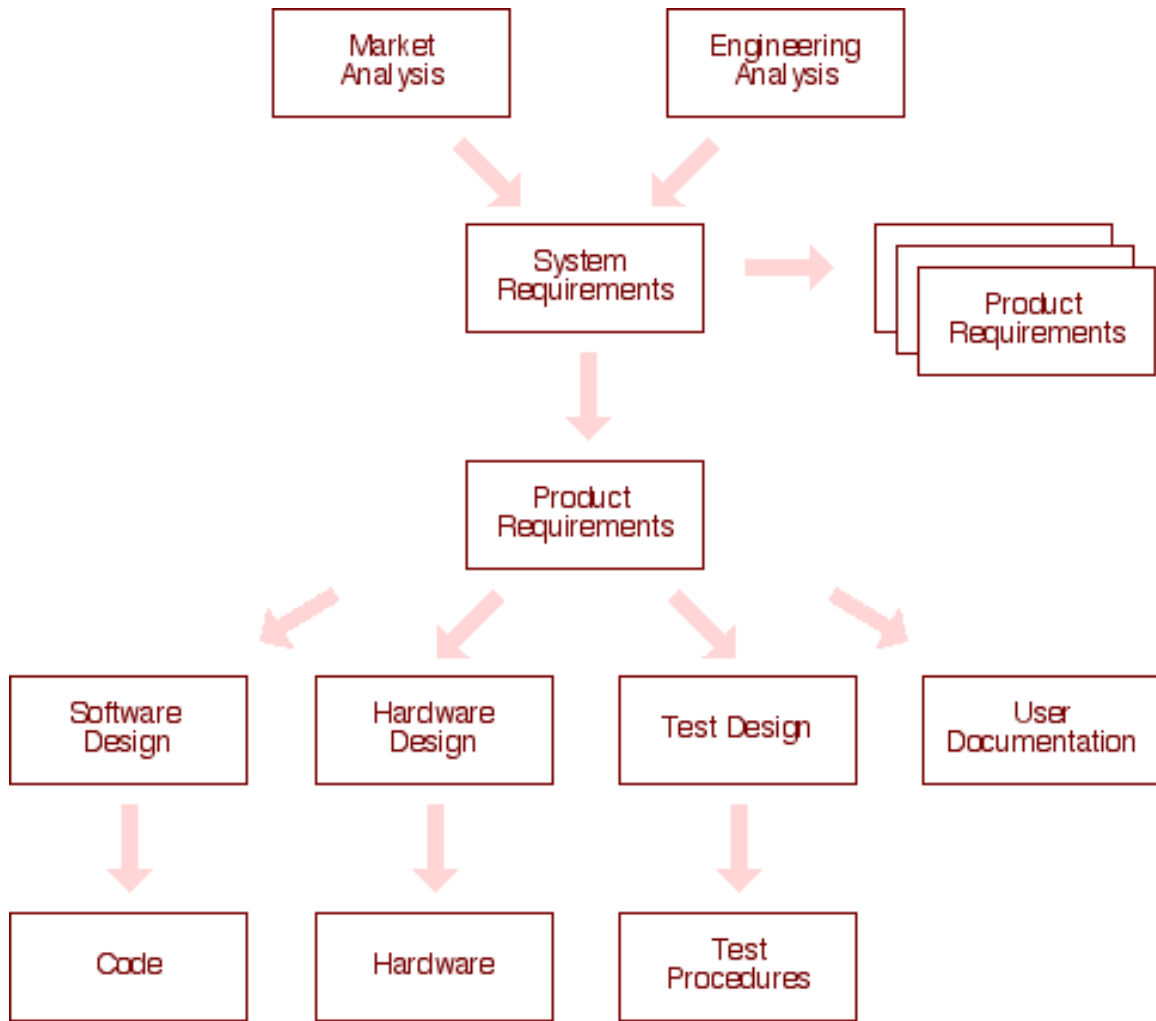 Market
Analysis
Engineering
Analysis
System
Requirements
Product
Requirements
Product
Requirements
Software
Design
Hardware
Design
Test Design
User
Documentation
Code
Hardware
Test
Procedures